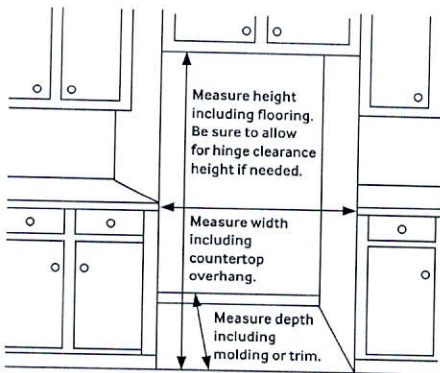 Measure height
including flooring.
Be sure to allow
for hinge clearance
height if needed.
Measure width
including
countertop
overhang.
Measure depth
including
molding or trim.